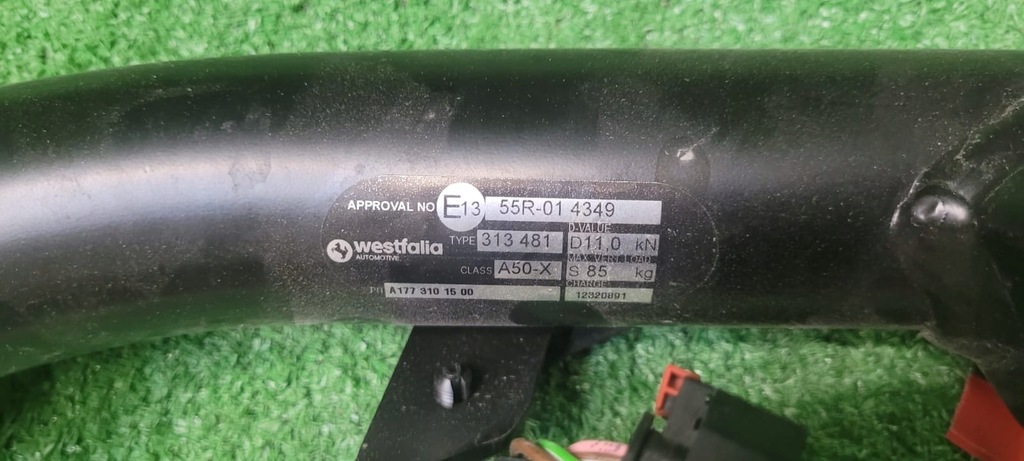 APPROVAL NO E13 55R-01 4349
D-VALUE
TYPE 313 481 D11,0 kN
westfalia
AUTOMOTIVE
MAX VERT LOAD
CLASS A50-X S 85 kg
CHARGE
A177 310 15 00 12320891